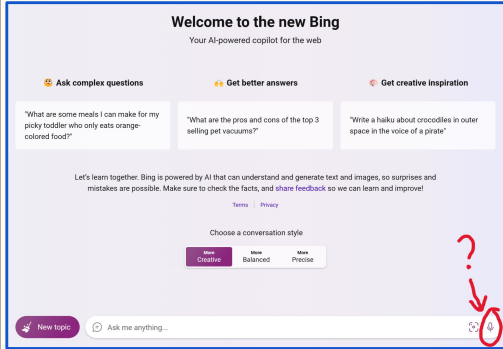 Welcome to the new Bing
Your AI-powered copilot for the web
Ask complex questions
Get better answers
Get creative inspiration
"What are some meals I can make for my
picky toddler who only eats orange-
colored food?"
"What are the pros and cons of the top 3
selling pet vacuums?"
"Write a haiku about crocodiles in outer
space in the voice of a pirate"
Let's learn together. Bing is powered by AI that can understand and generate text and images, so surprises and
mistakes are possible. Make sure to check the facts, and share feedback so we can learn and improve!
Terms | Privacy
Choose a conversation style
More
Creative
More
Balanced
More
Precise
?
New topic
Ask me anything...